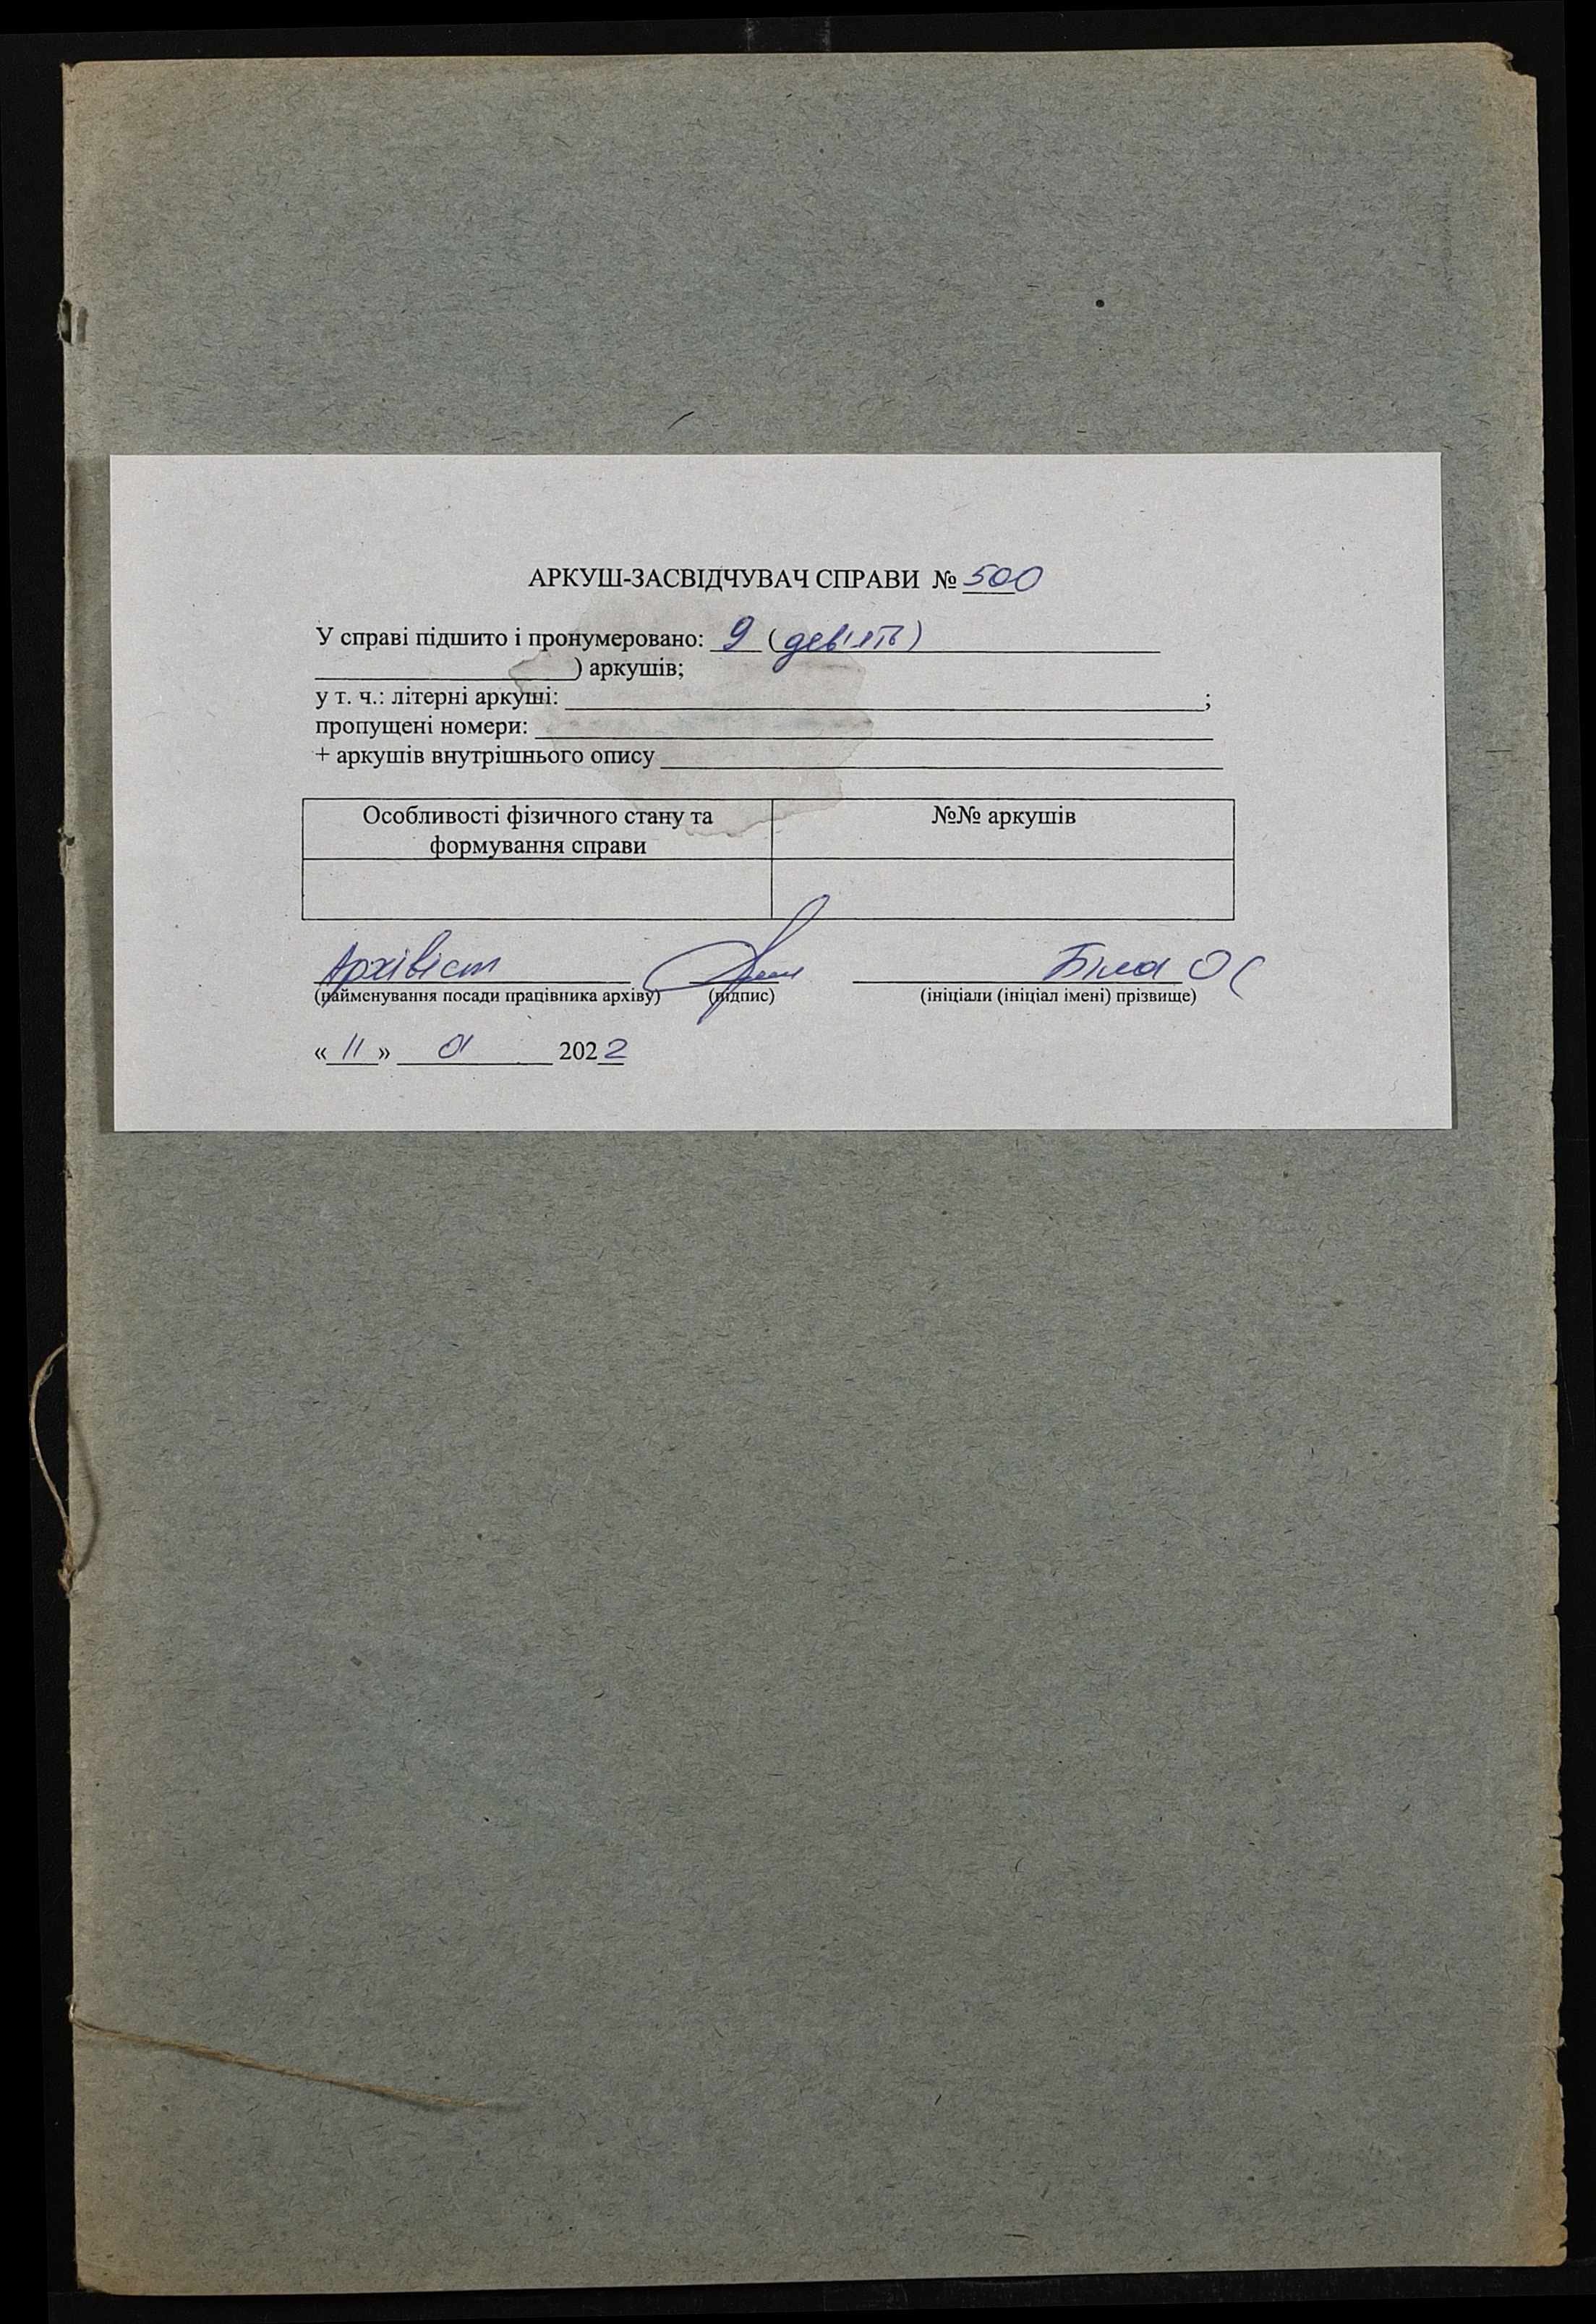 АРКУШ-ЗАСВІДЧУВАЧ СПРАВИ № 500
У справі підшито і пронумеровано: 9 (дев'ять)
) аркушів;
у т. ч.: літерні аркуші: ;
пропущені номери:
+ аркушів внутрішнього опису
Особливості фізичного стану та №№ аркушів
формування справи
Архівіст Біла ОС
(найменування посади працівника архіву) (підпис) (ініціали (ініціал імені) прізвище)
« 11 » 01 2022